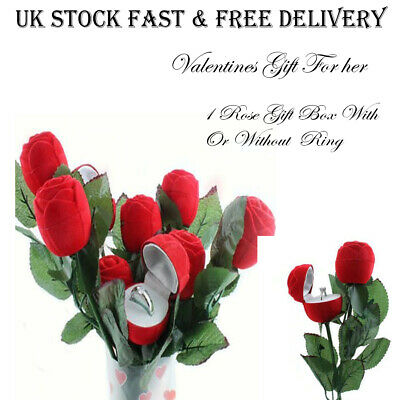 UK STOCK FAST & FREE DELIVERY
Valentines Gift For her
1 Rose Gift Box With
Or Without Ring